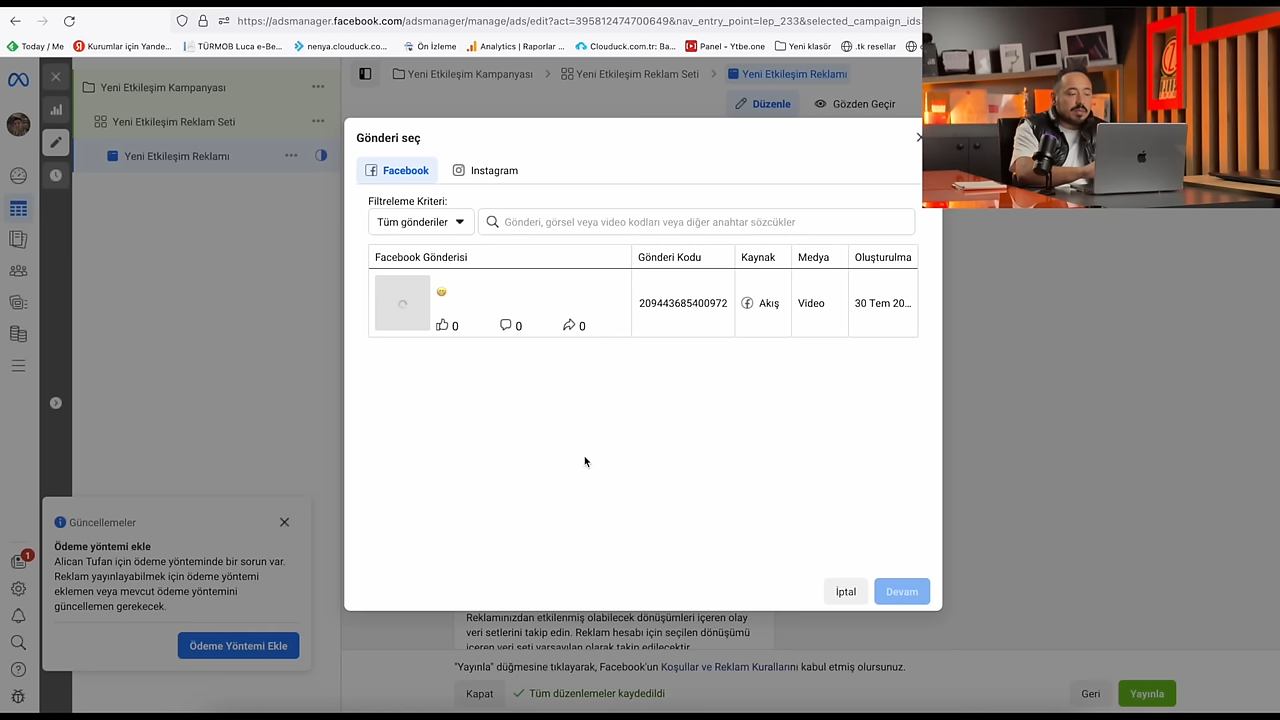 https://adsmanager.facebook.com/adsmanager/manage/ads/edit?act=395812474700649&nav_entry_point=lep_233&selected_campaign_ids
Today / Me
Kurumlar için Yande...
TÜRMOB Luca e-Be...
nenya.clouduck.co...
Ön İzleme
Analytics | Raporlar ...
Clouduck.com.tr: Ba...
Panel - Ytbe.one
Yeni klasör
.tk resellar
Yeni Etkileşim Kampanyası
Yeni Etkileşim Reklam Seti
Yeni Etkileşim Reklamı
Yeni Etkileşim Kampanyası
Yeni Etkileşim Reklam Seti
Yeni Etkileşim Reklamı
Düzenle
Gözden Geçir
Gönderi seç
Facebook
Instagram
Filtreleme Kriteri:
Tüm gönderiler
Gönderi, görsel veya video kodları veya diğer anahtar sözcükler
Facebook Gönderisi
Gönderi Kodu
Kaynak
Medya
Oluşturulma
0
0
0
209443685400972
Akış
Video
30 Tem 20...
İptal
Devam
1
Güncellemeler
Ödeme yöntemi ekle
Alican Tufan için ödeme yönteminde bir sorun var.
Reklam yayınlayabilmek için ödeme yöntemi
eklemen veya mevcut ödeme yöntemini
güncellemen gerekecek.
Ödeme Yöntemi Ekle
Reklamınızdan etkilenmiş olabilecek dönüşümleri içeren olay
veri setlerini takip edin. Reklam hesabı için seçilen dönüşümü
içeren veri seti varsayılan olarak takip edilecektir.
"Yayınla" düğmesine tıklayarak, Facebook'un Koşullar ve Reklam Kurallarını kabul etmiş olursunuz.
Kapat
Tüm düzenlemeler kaydedildi
Geri
Yayınla